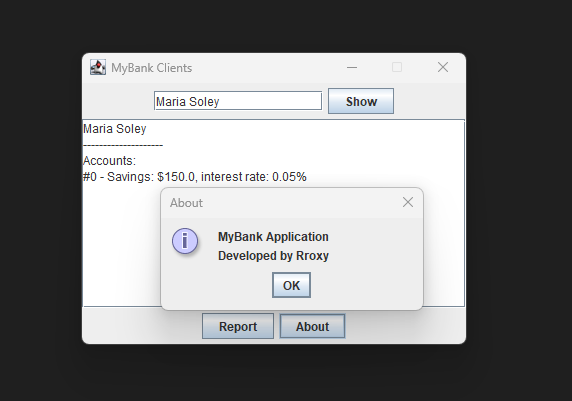 MyBank Clients
Maria Soley
Show
Maria Soley
--------------------
Accounts:
#0 - Savings: $150.0, interest rate: 0.05%
About
MyBank Application
Developed by Rroxy
OK
Report
About